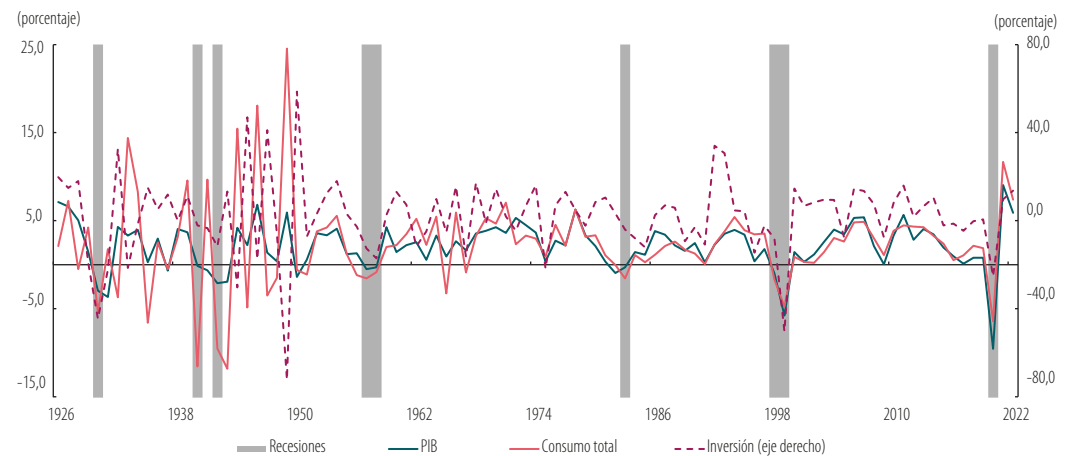 (porcentaje) (porcentaje)
25,0 80,0
15,0 40,0
5,0 0,0
-5,0 -40,0
-15,0 -80,0
1926 1938 1950 1962 1974 1986 1998 2010 2022
Recesiones PIB Consumo total Inversión (eje derecho)